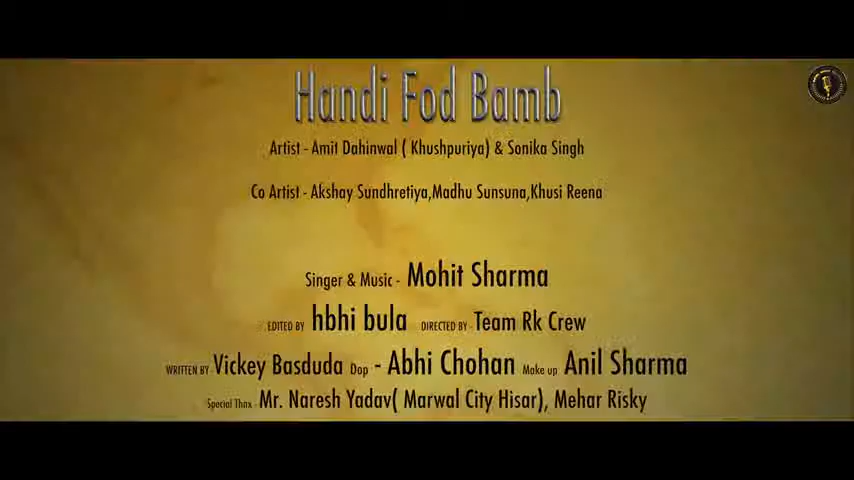 Handi Fod Bamb
Artist - Amit Dahinwal ( Khushpuriya) & Sonika Singh
Co Artist - Akshay Sundhretiya,Madhu Sunsuna,Khusi Reena
Singer & Music - Mohit Sharma
EDITED BY hbhi bula DIRECTED BY - Team Rk Crew
WRITTEN BY Vickey Basduda Dop - Abhi Chohan Make up Anil Sharma
Special Thnx - Mr. Naresh Yadav( Marwal City Hisar), Mehar Risky